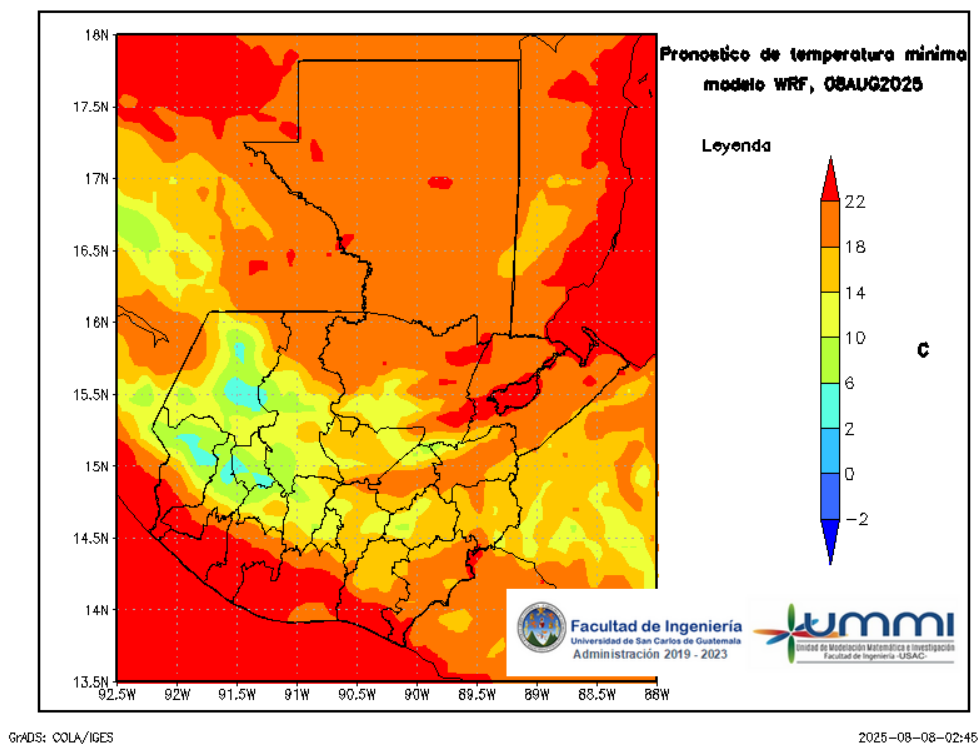 Pronostico de temperatura minima
modelo WRF, 08AUG2025
Leyenda
22
18
14
10
6
2
0
-2
C
18N
17.5N
17N
16.5N
16N
15.5N
15N
14.5N
14N
13.5N
92.5W 92W 91.5W 91W 90.5W 90W 89.5W 89W 88.5W 88W
Facultad de Ingeniería
Universidad de San Carlos de Guatemala
Administración 2019 - 2023
UMMI
Unidad de Modelación Matemática e Investigación
Facultad de Ingeniería -USAC-
GrADS: COLA/IGES
2025-08-08-02:45